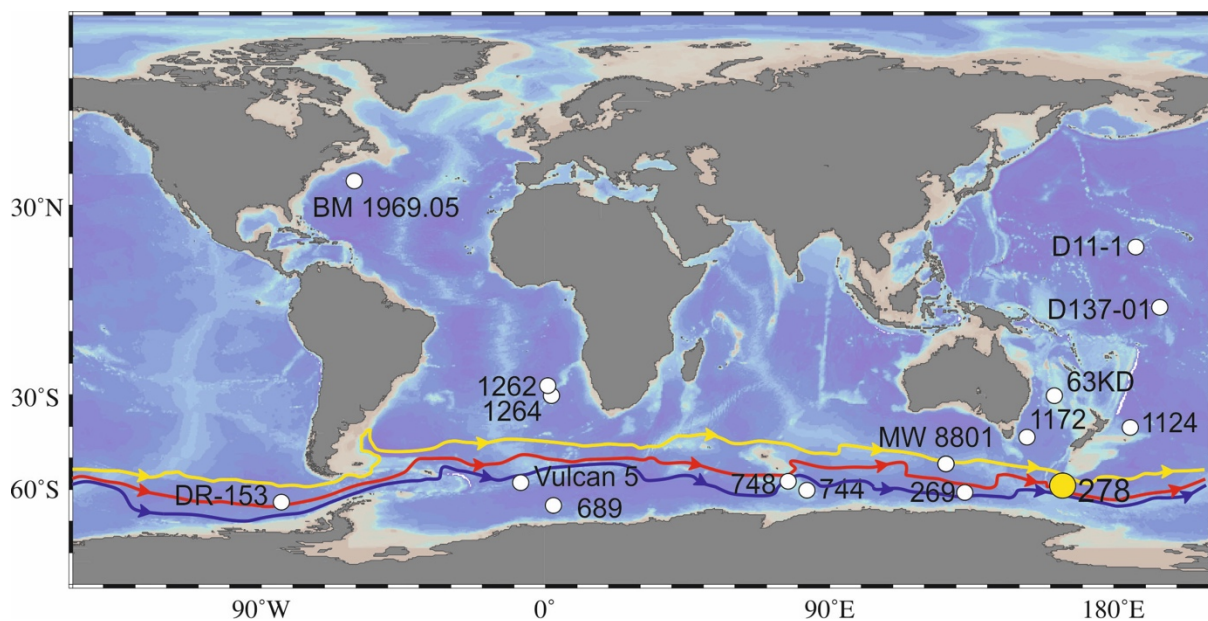 30˚N
BM 1969.05
D11-1
D137-01
1262
1264
63KD
30˚S
1172
1124
MW 8801
Vulcan 5
DR-153
748
744
269
278
60˚S
689
90˚W
0˚
90˚E
180˚E